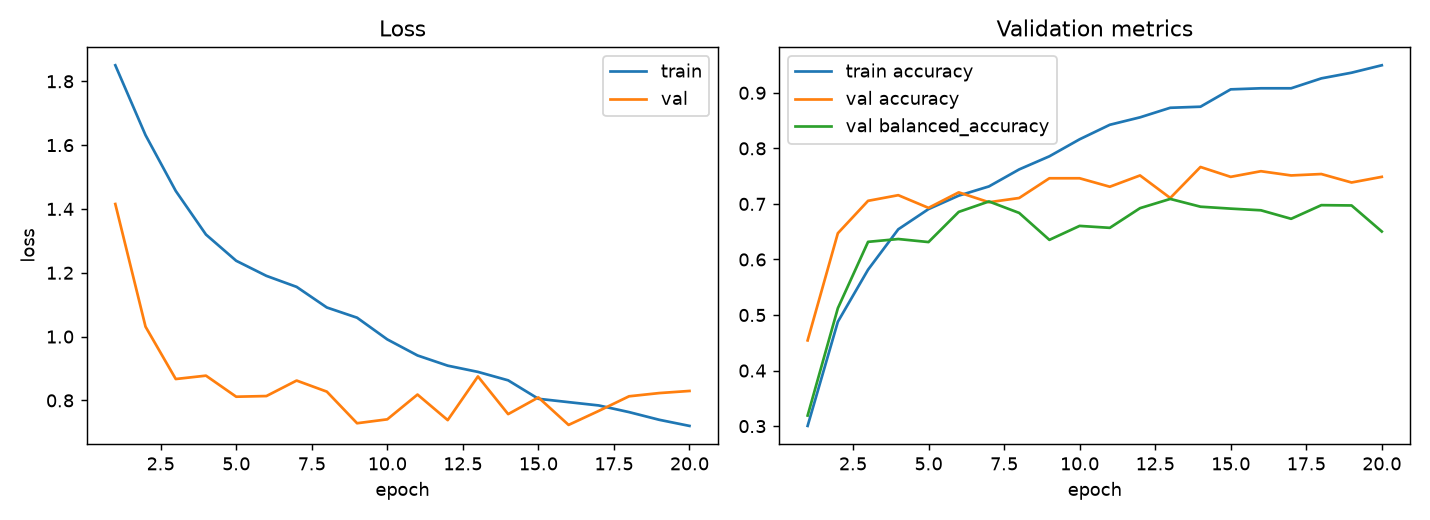 Loss
train
val
1.8
1.6
1.4
1.2
1.0
0.8
loss
2.5 5.0 7.5 10.0 12.5 15.0 17.5 20.0
epoch
Validation metrics
train accuracy
val accuracy
val balanced_accuracy
0.9
0.8
0.7
0.6
0.5
0.4
0.3
2.5 5.0 7.5 10.0 12.5 15.0 17.5 20.0
epoch